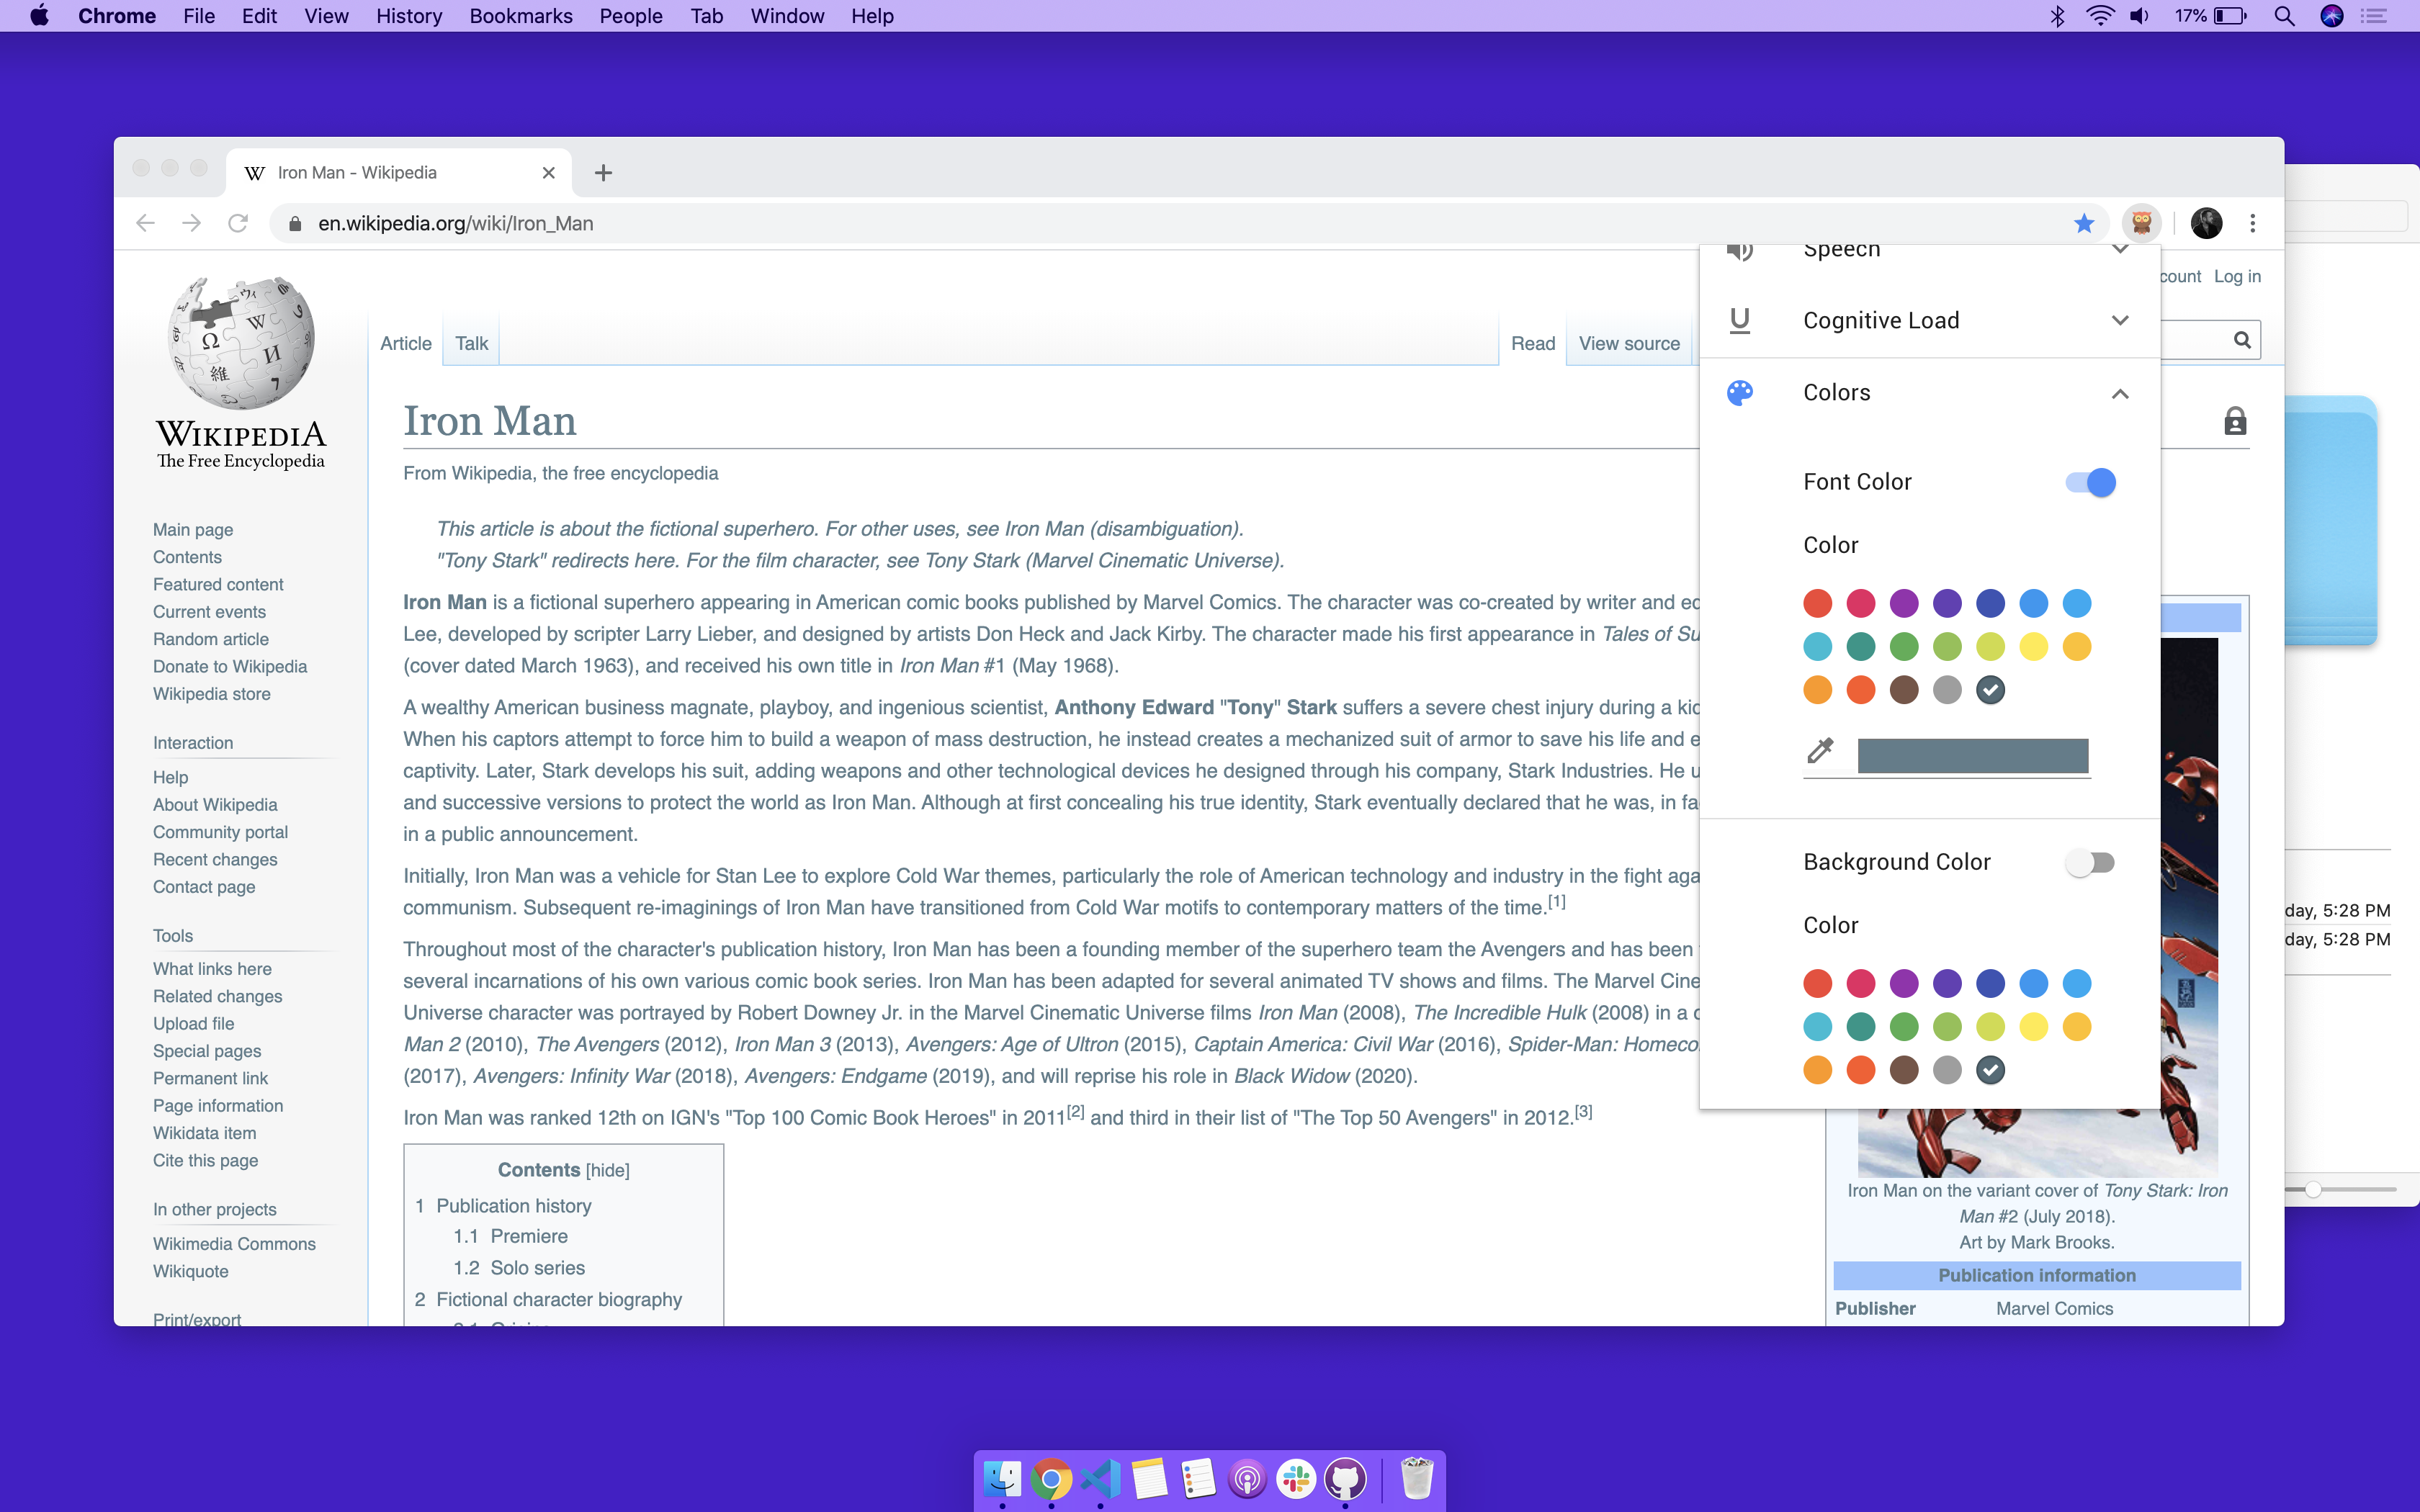 Chrome File Edit View History Bookmarks People Tab Window Help
17%
Iron Man - Wikipedia
en.wikipedia.org/wiki/Iron_Man
count Log in
WIKIPEDIA
The Free Encyclopedia
Main page
Contents
Featured content
Current events
Random article
Donate to Wikipedia
Wikipedia store
Interaction
Help
About Wikipedia
Community portal
Recent changes
Contact page
Tools
What links here
Related changes
Upload file
Special pages
Permanent link
Page information
Wikidata item
Cite this page
In other projects
Wikimedia Commons
Wikiquote
Print/export
Article Talk
Read View source
Iron Man
From Wikipedia, the free encyclopedia
This article is about the fictional superhero. For other uses, see Iron Man (disambiguation).
"Tony Stark" redirects here. For the film character, see Tony Stark (Marvel Cinematic Universe).
Iron Man is a fictional superhero appearing in American comic books published by Marvel Comics. The character was co-created by writer and
Lee, developed by scripter Larry Lieber, and designed by artists Don Heck and Jack Kirby. The character made his first appearance in Tales of Su
(cover dated March 1963), and received his own title in Iron Man #1 (May 1968).
A wealthy American business magnate, playboy, and ingenious scientist, Anthony Edward "Tony" Stark suffers a severe chest injury during a
When his captors attempt to force him to build a weapon of mass destruction, he instead creates a mechanized suit of armor to save his life and
captivity. Later, Stark develops his suit, adding weapons and other technological devices he designed through his company, Stark Industries. He
and successive versions to protect the world as Iron Man. Although at first concealing his true identity, Stark eventually declared that he was, in fa
in a public announcement.
Initially, Iron Man was a vehicle for Stan Lee to explore Cold War themes, particularly the role of American technology and industry in the fight aga
communism. Subsequent re-imaginings of Iron Man have transitioned from Cold War motifs to contemporary matters of the time.[1]
Throughout most of the character's publication history, Iron Man has been a founding member of the superhero team the Avengers and has been
several incarnations of his own various comic book series. Iron Man has been adapted for several animated TV shows and films. The Marvel Cine
Universe character was portrayed by Robert Downey Jr. in the Marvel Cinematic Universe films Iron Man (2008), The Incredible Hulk (2008) in a
Man 2 (2010), The Avengers (2012), Iron Man 3 (2013), Avengers: Age of Ultron (2015), Captain America: Civil War (2016), Spider-Man: Homeco
(2017), Avengers: Infinity War (2018), Avengers: Endgame (2019), and will reprise his role in Black Widow (2020).
Iron Man was ranked 12th on IGN's "Top 100 Comic Book Heroes" in 2011[2] and third in their list of "The Top 50 Avengers" in 2012.[3]
Contents [hide]
1 Publication history
1.1 Premiere
1.2 Solo series
2 Fictional character biography
Speech
Cognitive Load
Colors
Font Color
Color
Background Color
Color
Iron Man on the variant cover of Tony Stark: Iron
Man #2 (July 2018).
Art by Mark Brooks.
Publication information
Publisher Marvel Comics
day, 5:28 PM
day, 5:28 PM